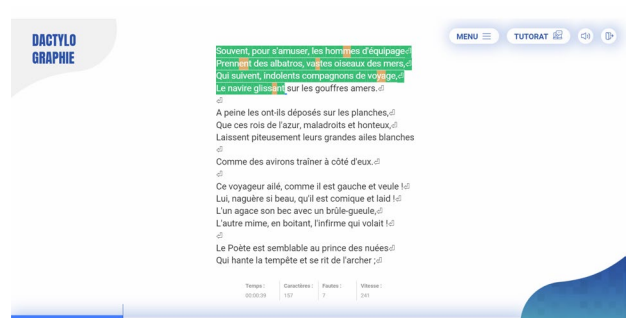 DACTYLO
GRAPHIE
MENU
TUTORAT
Souvent, pour s'amuser, les hommes d'équipage⏎
Prennent des albatros, vastes oiseaux des mers,⏎
Qui suivent, indolents compagnons de voyage,⏎
Le navire glissant sur les gouffres amers.⏎
⏎
A peine les ont-ils déposés sur les planches,⏎
Que ces rois de l'azur, maladroits et honteux,⏎
Laissent piteusement leurs grandes ailes blanches
⏎
Comme des avirons traîner à côté d'eux.⏎
⏎
Ce voyageur ailé, comme il est gauche et veule !⏎
Lui, naguère si beau, qu'il est comique et laid !⏎
L'un agace son bec avec un brûle-gueule,⏎
L'autre mime, en boitant, l'infirme qui volait !⏎
⏎
Le Poète est semblable au prince des nuées⏎
Qui hante la tempête et se rit de l'archer ;⏎
Temps : Caractères : Fautes : Vitesse :
00:00:39 157 7 241